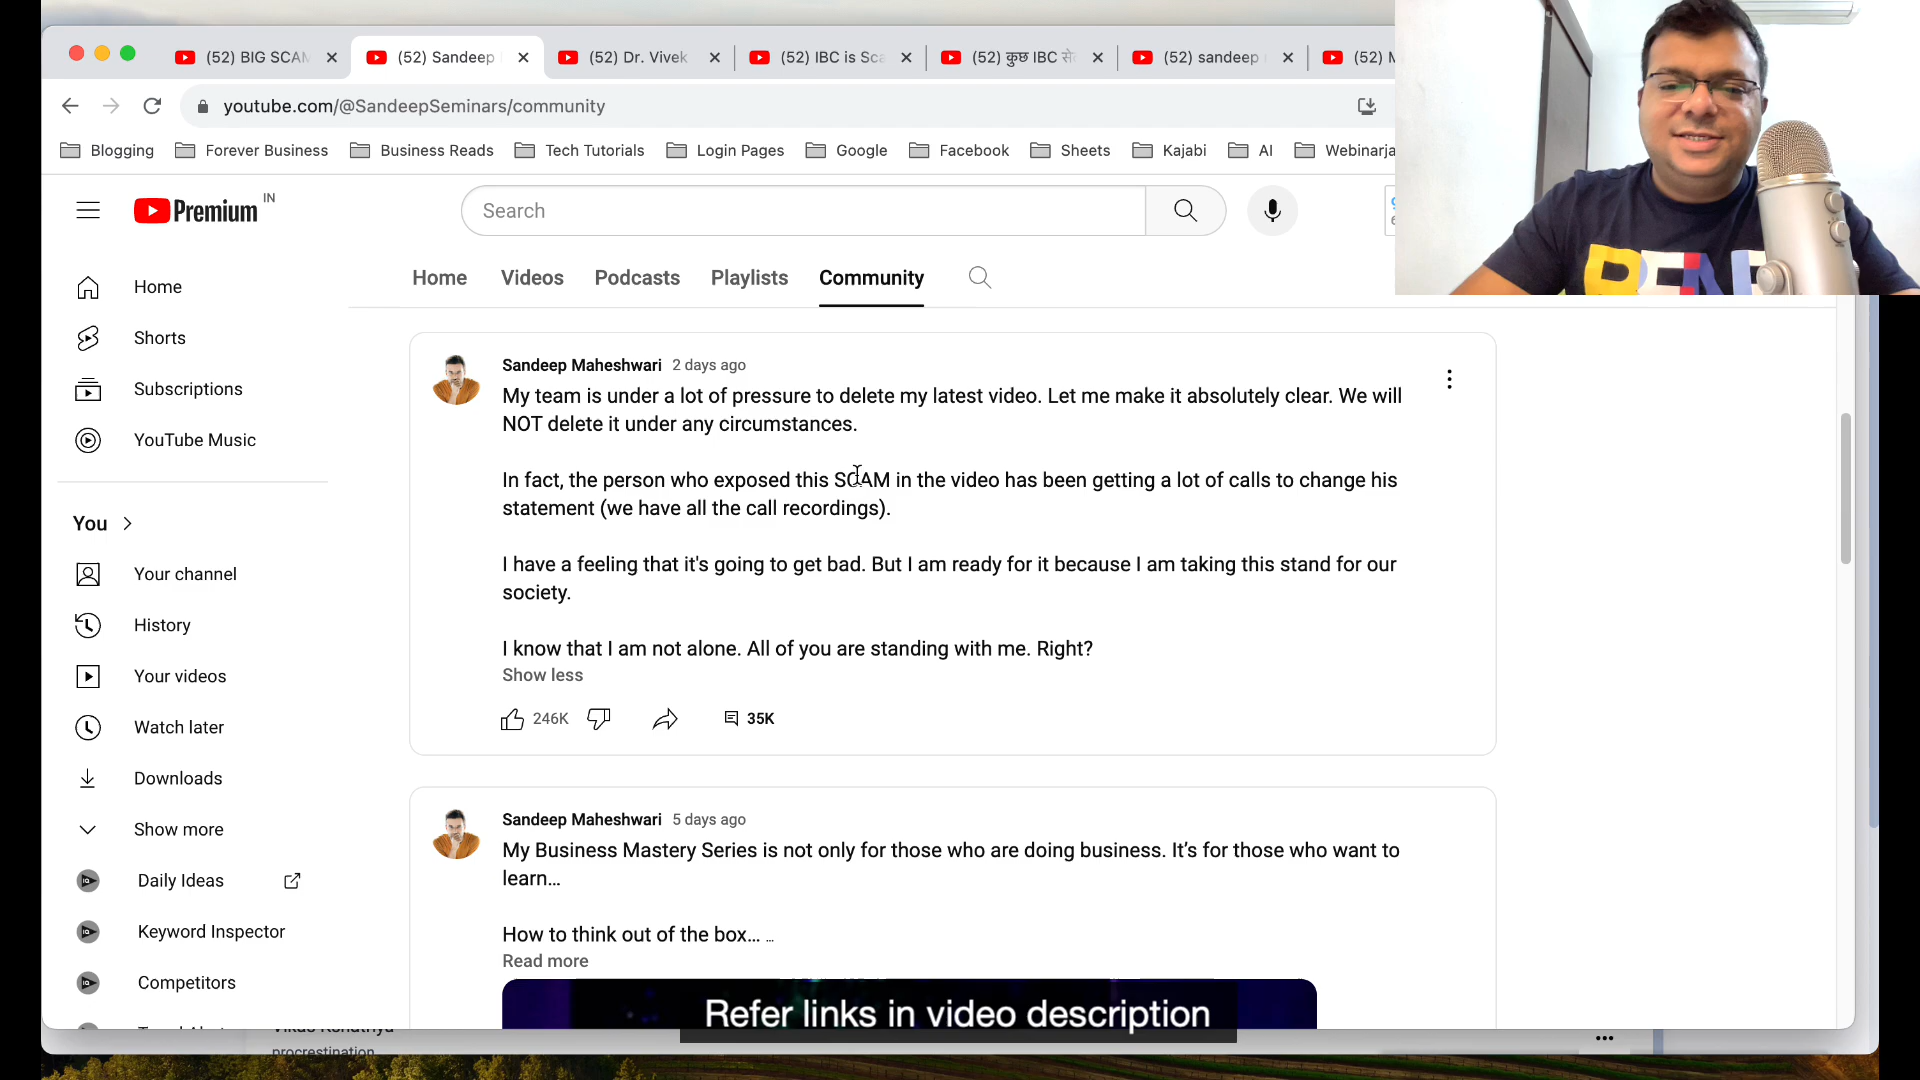 (52) BIG SCAM
(52) Sandeep
(52) Dr. Vivek
(52) IBC is Sca
(52) कुछ IBC से
(52) sandeep
(52) M
youtube.com/@SandeepSeminars/community
Blogging
Forever Business
Business Reads
Tech Tutorials
Login Pages
Google
Facebook
Sheets
Kajabi
AI
Webinarja
Premium IN
Search
Home
Videos
Podcasts
Playlists
Community
Home
Shorts
Subscriptions
YouTube Music
You
Your channel
History
Your videos
Watch later
Downloads
Show more
Daily Ideas
Keyword Inspector
Competitors
Sandeep Maheshwari 2 days ago
My team is under a lot of pressure to delete my latest video. Let me make it absolutely clear. We will
NOT delete it under any circumstances.
In fact, the person who exposed this SCAM in the video has been getting a lot of calls to change his
statement (we have all the call recordings).
I have a feeling that it's going to get bad. But I am ready for it because I am taking this stand for our
society.
I know that I am not alone. All of you are standing with me. Right?
Show less
246K
35K
Sandeep Maheshwari 5 days ago
My Business Mastery Series is not only for those who are doing business. It’s for those who want to
learn...
How to think out of the box... ...
Read more
Refer links in video description
procrestination